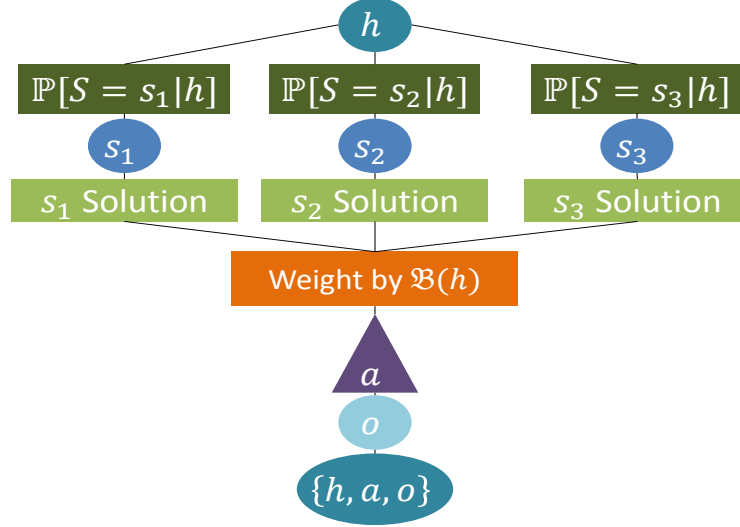 h
ℙ[S = s₁|h] ℙ[S = s₂|h] ℙ[S = s₃|h]
s₁ s₂ s₃
s₁ Solution s₂ Solution s₃ Solution
Weight by 𝔅(h)
a
o
{h, a, o}